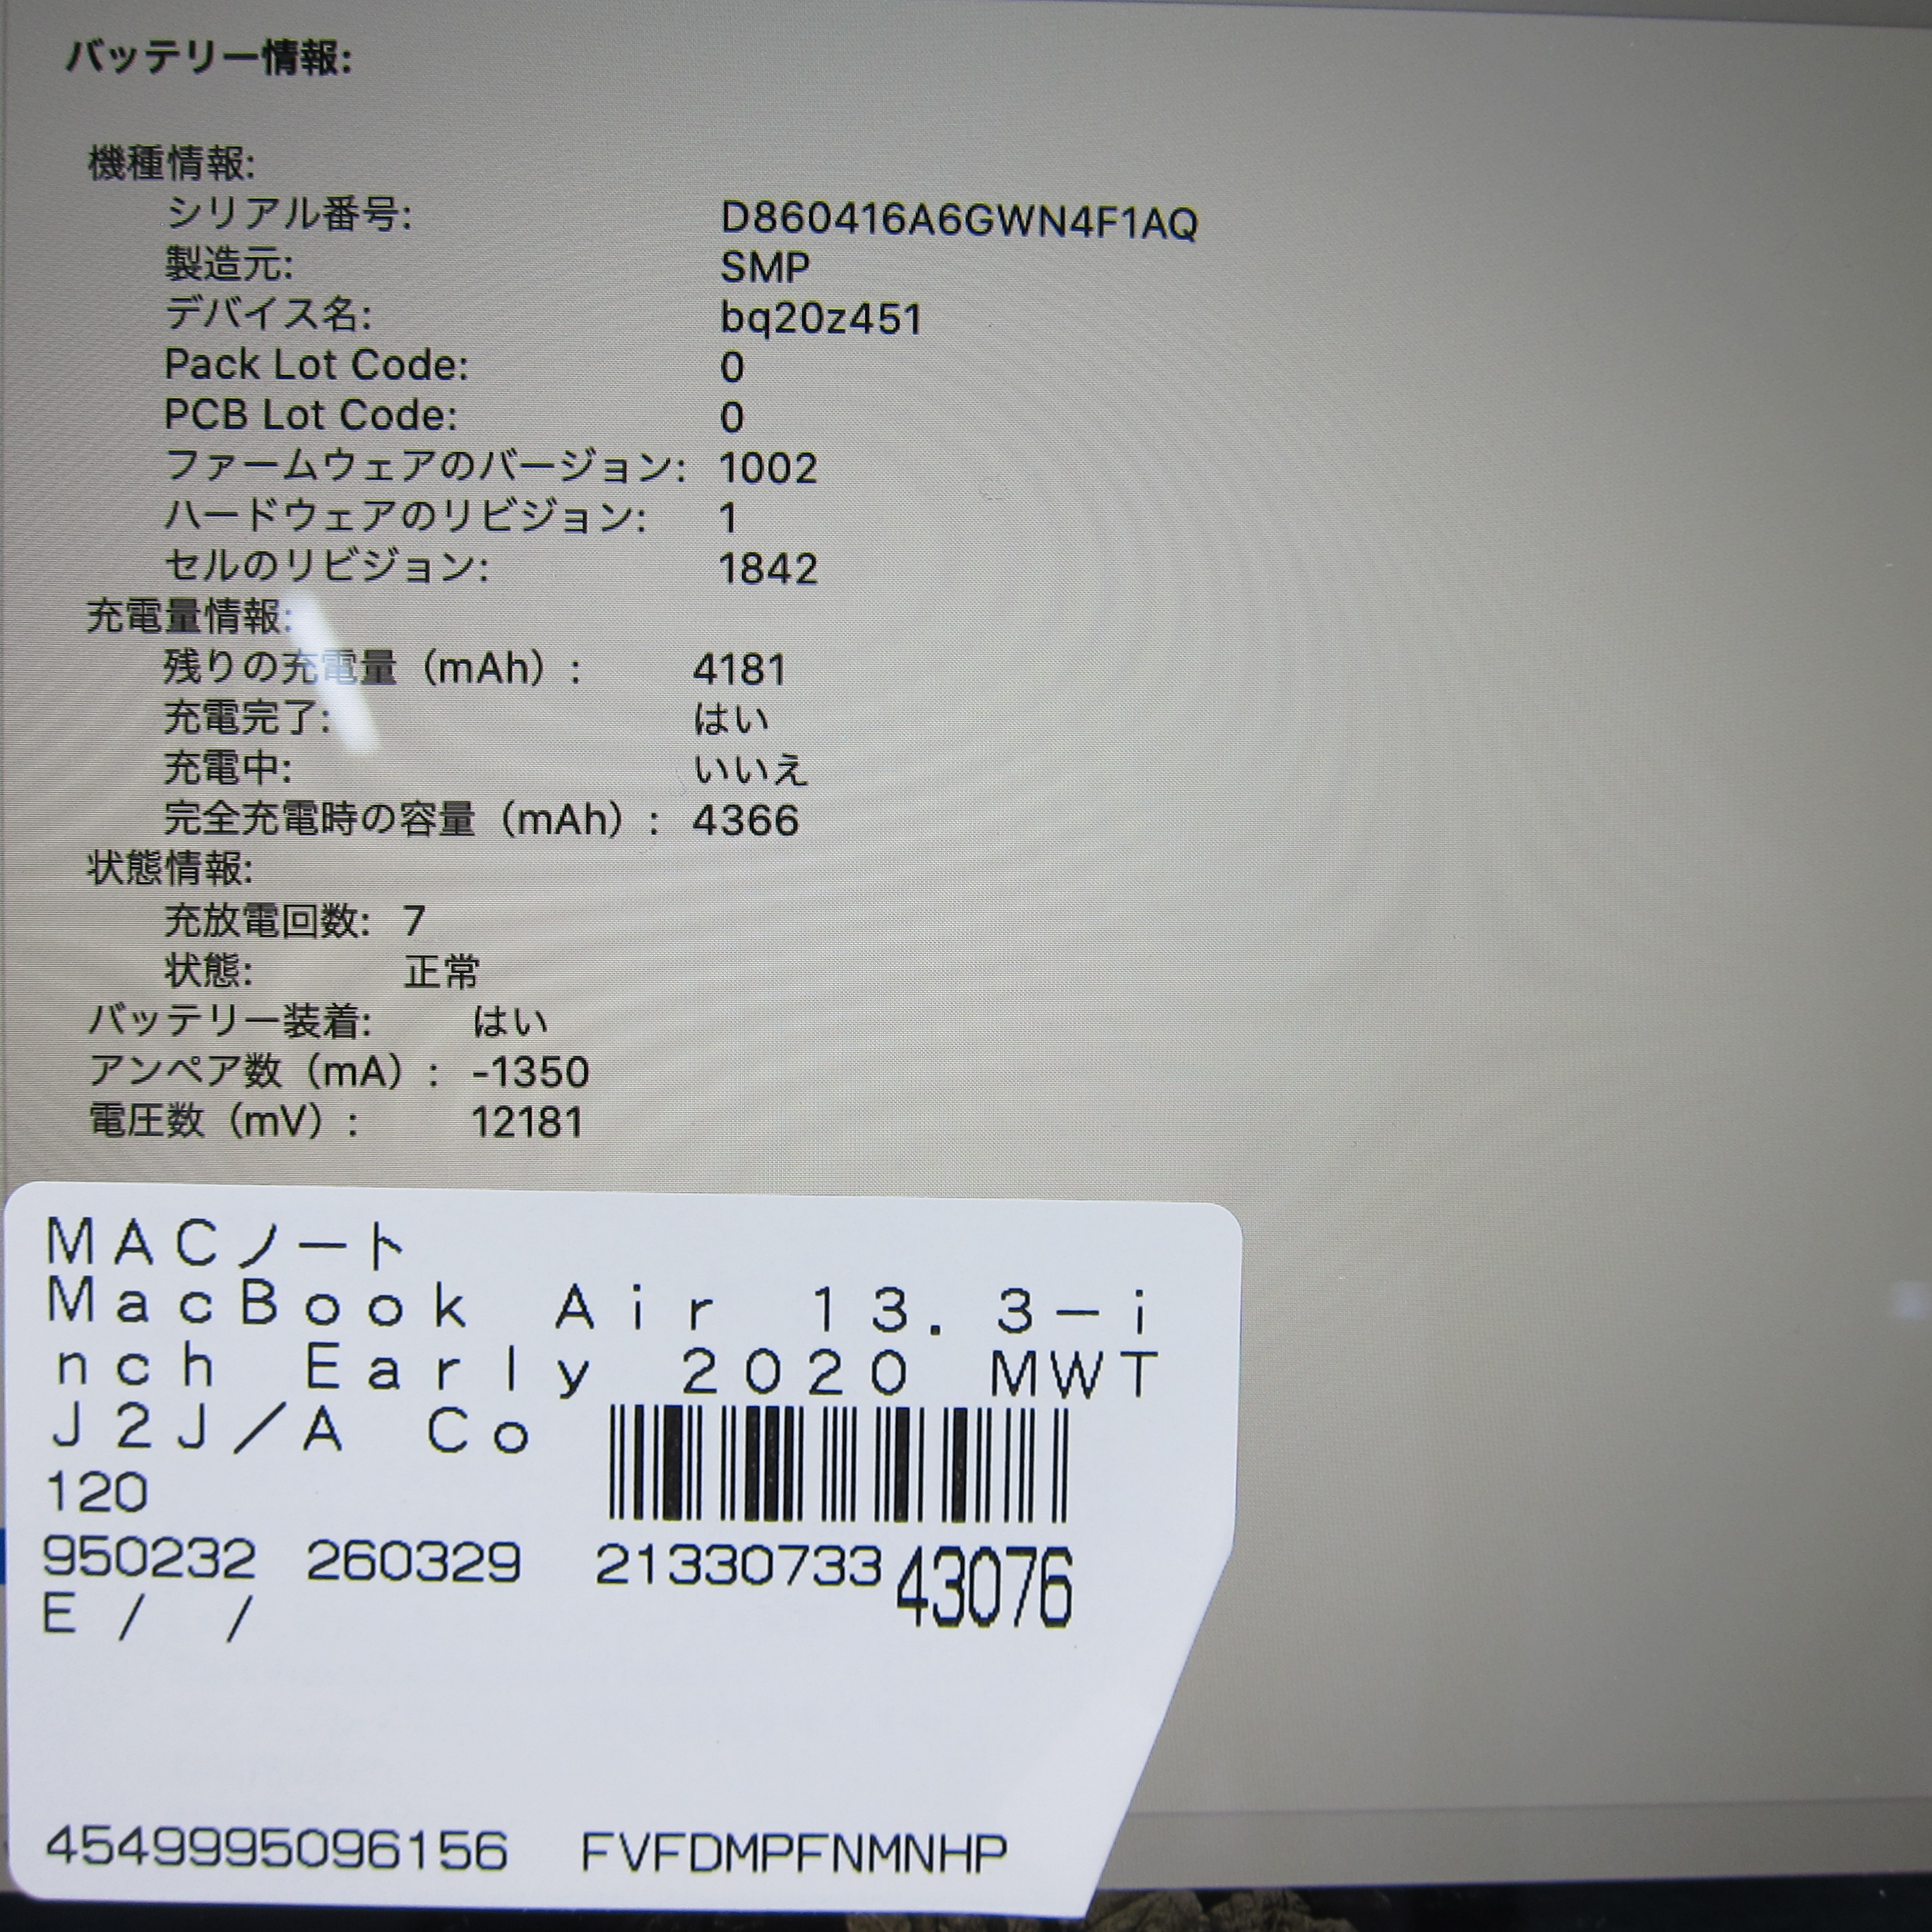 バッテリー情報:
機種情報:
シリアル番号: D860416A6GWN4F1AQ
製造元: SMP
デバイス名: bq20z451
Pack Lot Code: 0
PCB Lot Code: 0
ファームウェアのバージョン: 1002
ハードウェアのリビジョン: 1
セルのリビジョン: 1842
充電量情報:
残りの充電量（mAh）: 4181
充電完了: はい
充電中: いいえ
完全充電時の容量（mAh）: 4366
状態情報:
充放電回数: 7
状態: 正常
バッテリー装着: はい
アンペア数（mA）: -1350
電圧数（mV）: 12181
ＭＡＣノート
ＭａｃＢｏｏｋ　Ａｉｒ　１３．３－ｉ
ｎｃｈ　Ｅａｒｌｙ　２０２０　ＭＷＴ
Ｊ２Ｊ／Ａ　Ｃｏ
120
950232 260329 21330733 43076
E / /
4549995096156 FVFDMPFNMNHP